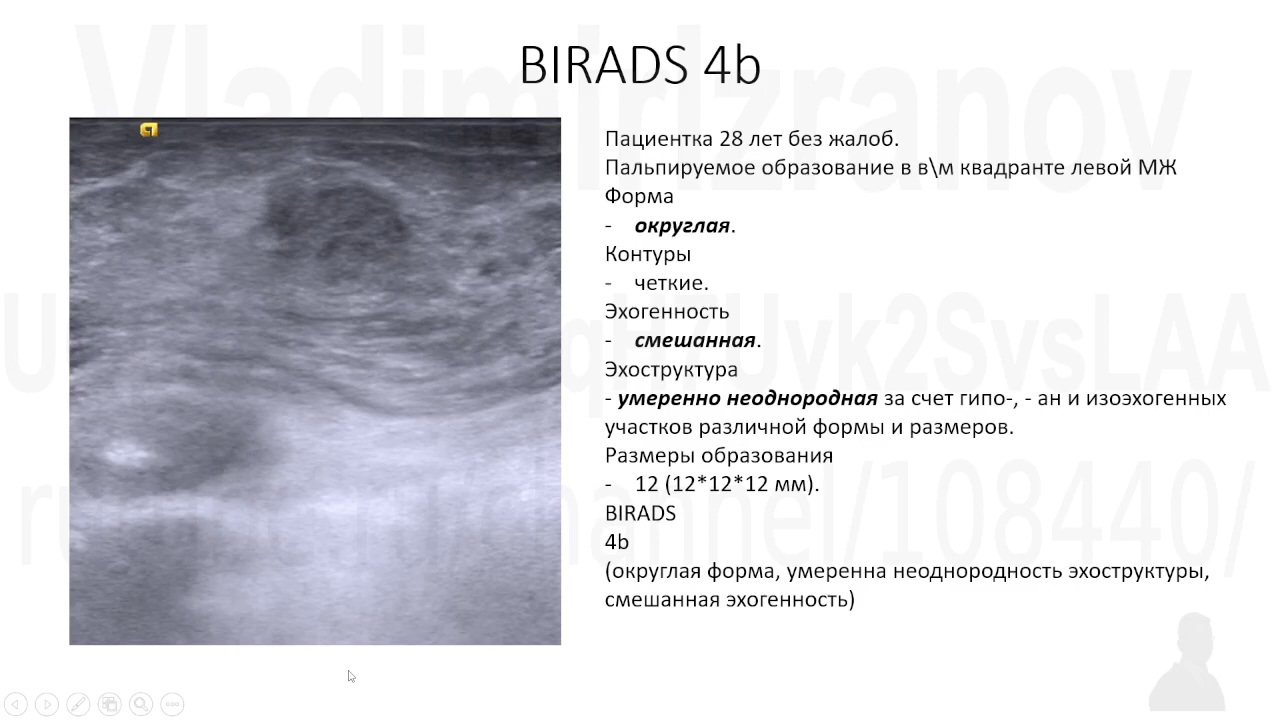 BIRADS 4b
Пациентка 28 лет без жалоб.
Пальпируемое образование в в\м квадранте левой МЖ
Форма
- округлая.
Контуры
- четкие.
Эхогенность
- смешанная.
Эхоструктура
- умеренно неоднородная за счет гипо-, - ан и изоэхогенных
участков различной формы и размеров.
Размеры образования
- 12 (12*12*12 мм).
BIRADS
4b
(округлая форма, умеренна неоднородность эхоструктуры,
смешанная эхогенность)